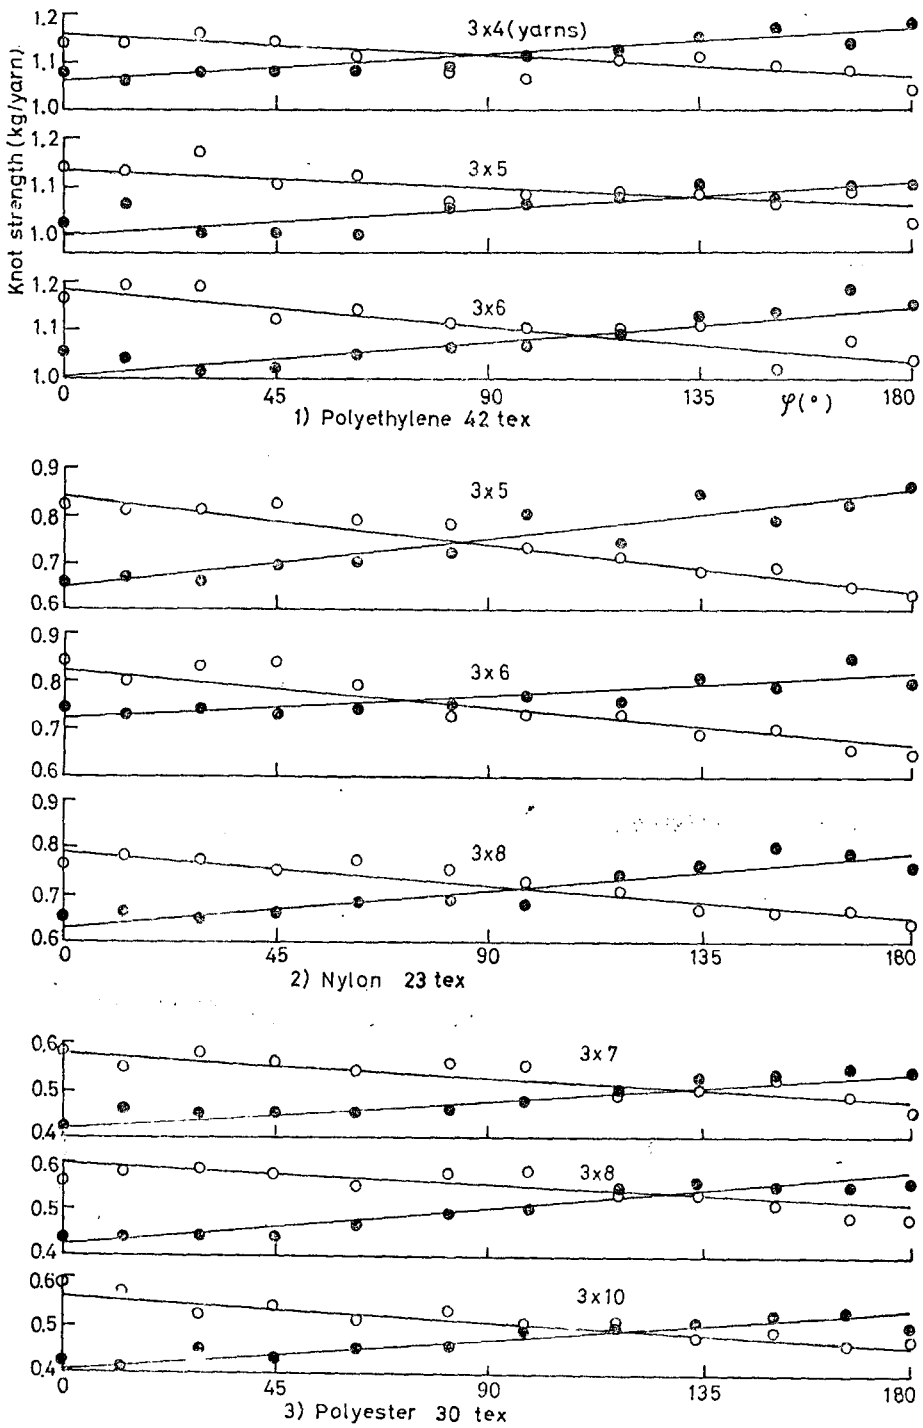 Knot strength (kg/yarn).
1.2
3x4(yarns)
1.1
1.0
1.2
3x5
1.1
1.0
1.2
3x6
1.1
1.0
0 45 90 135 φ(°) 180
1) Polyethylene 42 tex
0.9
3x5
0.8
0.7
0.6
0.9
3x6
0.8
0.7
0.6
0.9
3x8
0.8
0.7
0.6
0 45 90 135 180
2) Nylon 23 tex
0.6
3x7
0.5
0.4
0.6
3x8
0.5
0.4
0.6
3x10
0.5
0.4
0 45 90 135 180
3) Polyester 30 tex